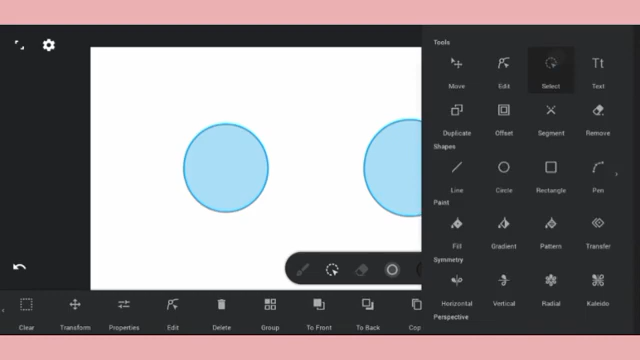 Tools
Move Edit Select Text
Duplicate Offset Segment Remove
Shapes
Line Circle Rectangle Pen
Paint
Fill Gradient Pattern Transfer
Symmetry
Horizontal Vertical Radial Kaleido
Perspective
Clear Transform Properties Edit Delete Group To Front To Back Cop